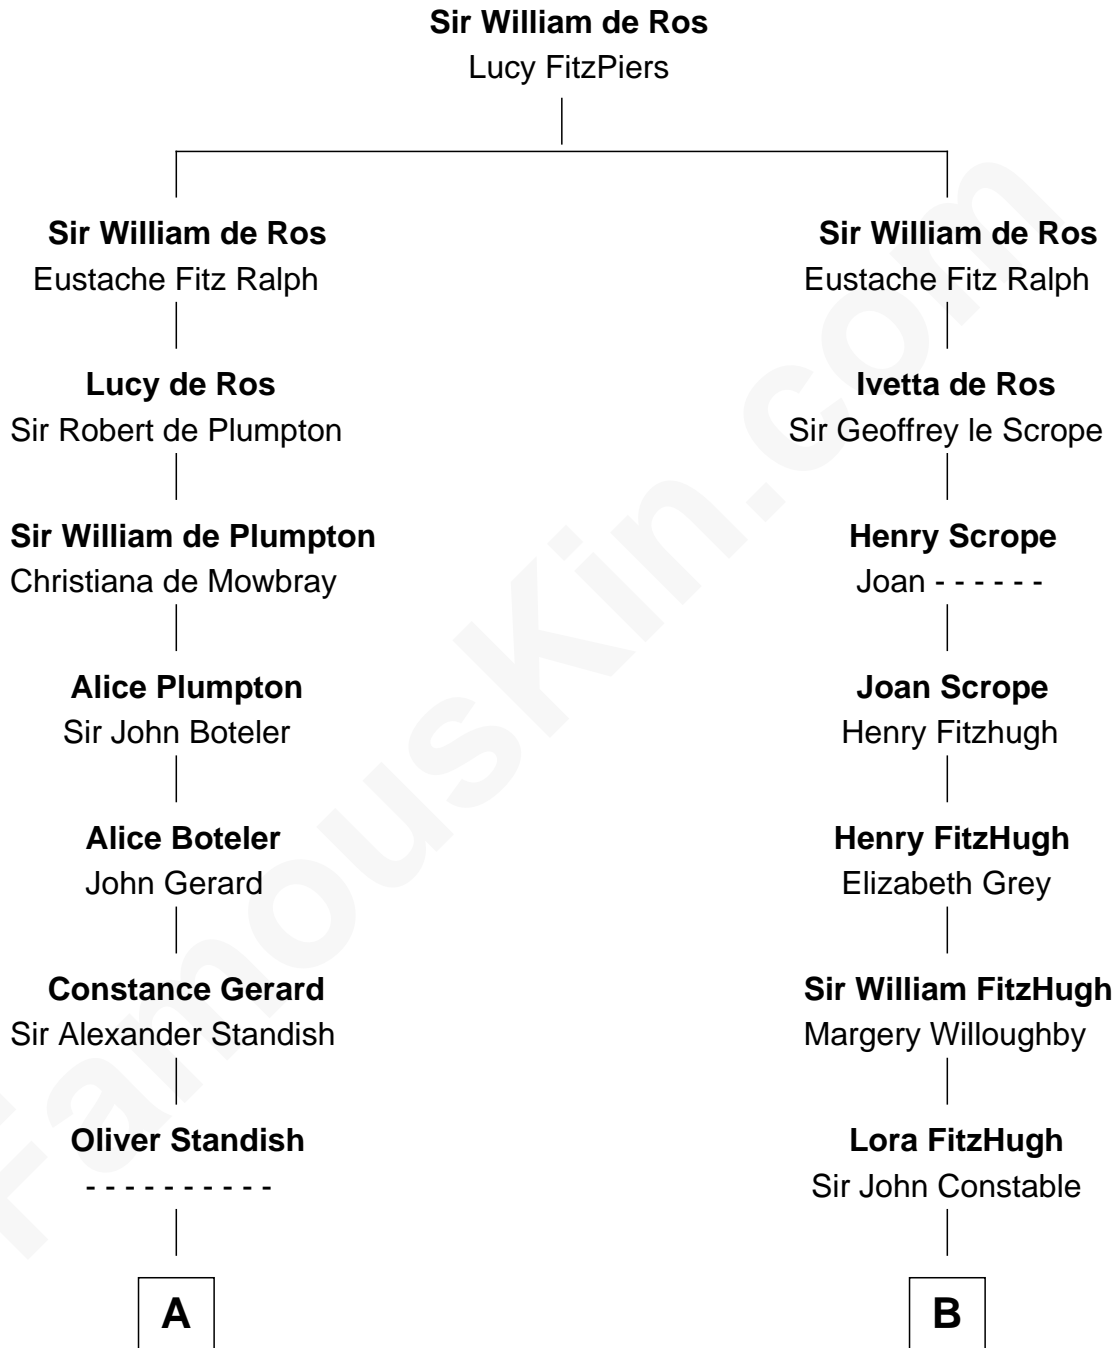 Sir William de Ros
Lucy FitzPiers
Sir William de Ros
Eustache Fitz Ralph
Sir William de Ros
Eustache Fitz Ralph
Lucy de Ros
Sir Robert de Plumpton
Ivetta de Ros
Sir Geoffrey le Scrope
Sir William de Plumpton
Christiana de Mowbray
Henry Scrope
Joan - - - - - -
Alice Plumpton
Sir John Boteler
Joan Scrope
Henry Fitzhugh
Alice Boteler
John Gerard
Henry FitzHugh
Elizabeth Grey
Constance Gerard
Sir Alexander Standish
Sir William FitzHugh
Margery Willoughby
Oliver Standish
- - - - - - - - - -
Lora FitzHugh
Sir John Constable
A
B
FamousKin.com